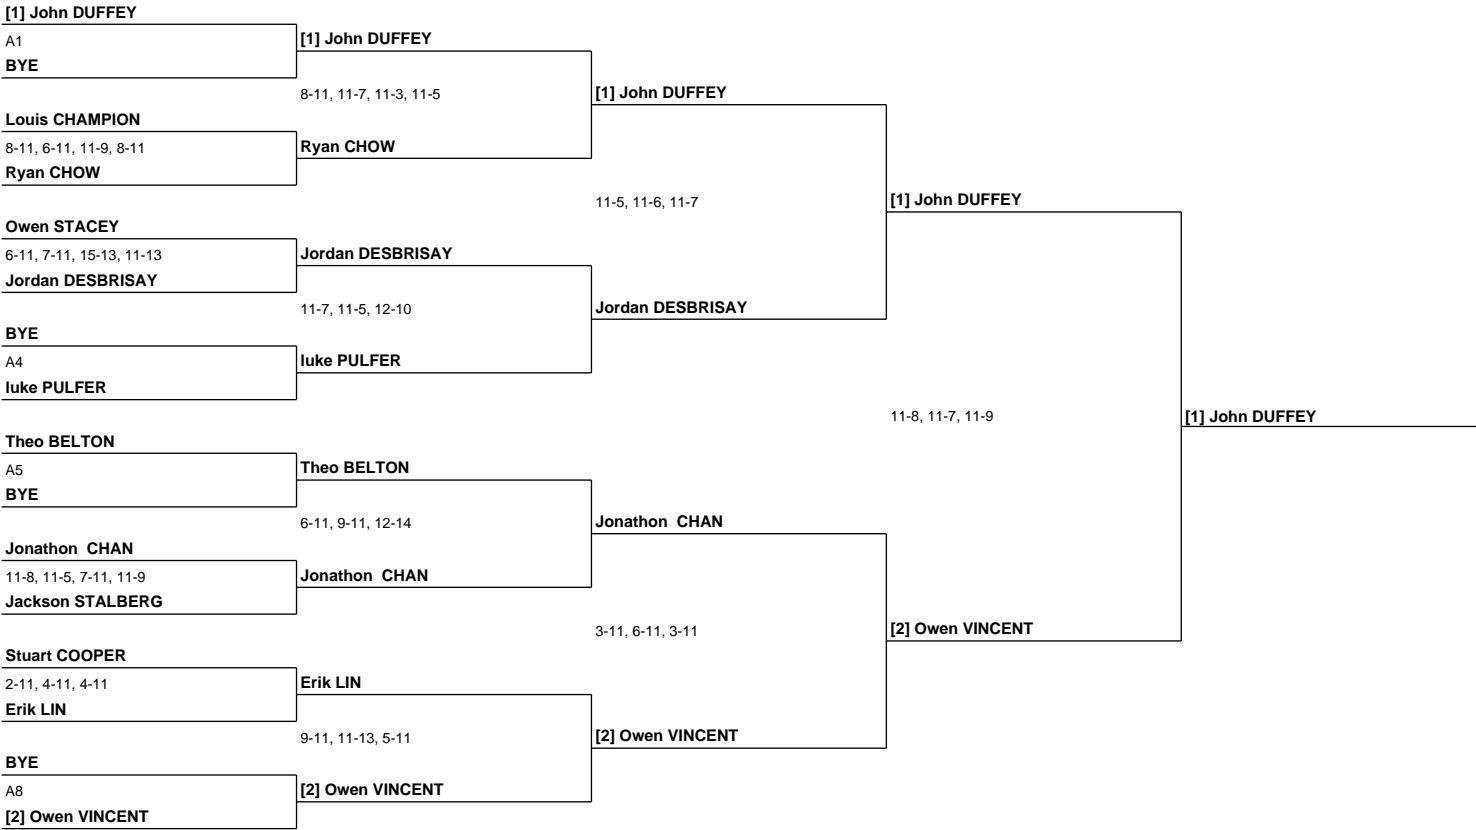 [1] John DUFFEY
A1
BYE
Louis CHAMPION
8-11, 6-11, 11-9, 8-11
Ryan CHOW
Owen STACEY
6-11, 7-11, 15-13, 11-13
Jordan DESBRISAY
BYE
A4
luke PULFER
Theo BELTON
A5
BYE
Jonathon  CHAN
11-8, 11-5, 7-11, 11-9
Jackson STALBERG
Stuart COOPER
2-11, 4-11, 4-11
Erik LIN
BYE
A8
[2] Owen VINCENT
[1] John DUFFEY
8-11, 11-7, 11-3, 11-5
Ryan CHOW
Jordan DESBRISAY
11-7, 11-5, 12-10
luke PULFER
Theo BELTON
6-11, 9-11, 12-14
Jonathon  CHAN
Erik LIN
9-11, 11-13, 5-11
[2] Owen VINCENT
[1] John DUFFEY
11-5, 11-6, 11-7
Jordan DESBRISAY
Jonathon  CHAN
3-11, 6-11, 3-11
[2] Owen VINCENT
[1] John DUFFEY
11-8, 11-7, 11-9
[2] Owen VINCENT
[1] John DUFFEY